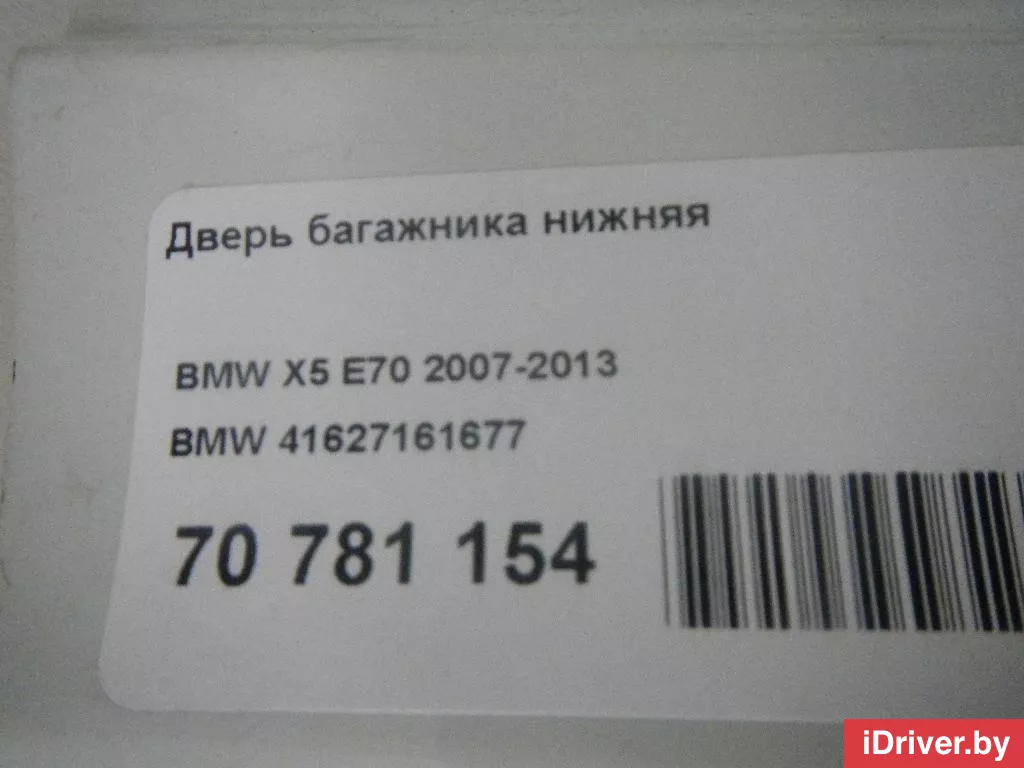 Дверь багажника нижняя
BMW X5 E70 2007-2013
BMW 41627161677
70 781 154
iDriver.by